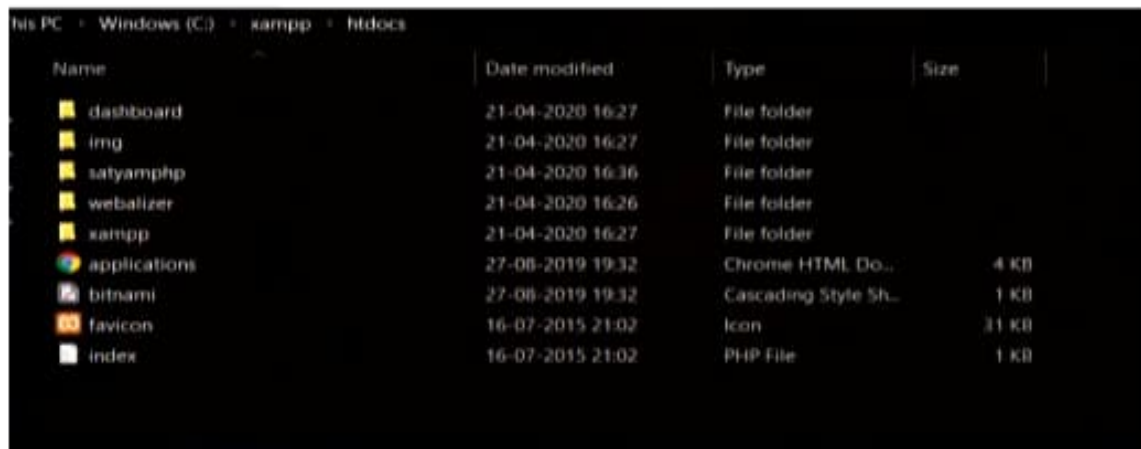 his PC Windows (C:) xampp htdocs
Name Date modified Type Size
dashboard 21-04-2020 16:27 File folder
img 21-04-2020 16:27 File folder
satyamphp 21-04-2020 16:36 File folder
webalizer 21-04-2020 16:26 File folder
xampp 21-04-2020 16:27 File folder
applications 27-08-2019 19:32 Chrome HTML Do... 4 KB
bitnami 27-08-2019 19:32 Cascading Style Sh... 1 KB
favicon 16-07-2015 21:02 Icon 31 KB
index 16-07-2015 21:02 PHP File 1 KB